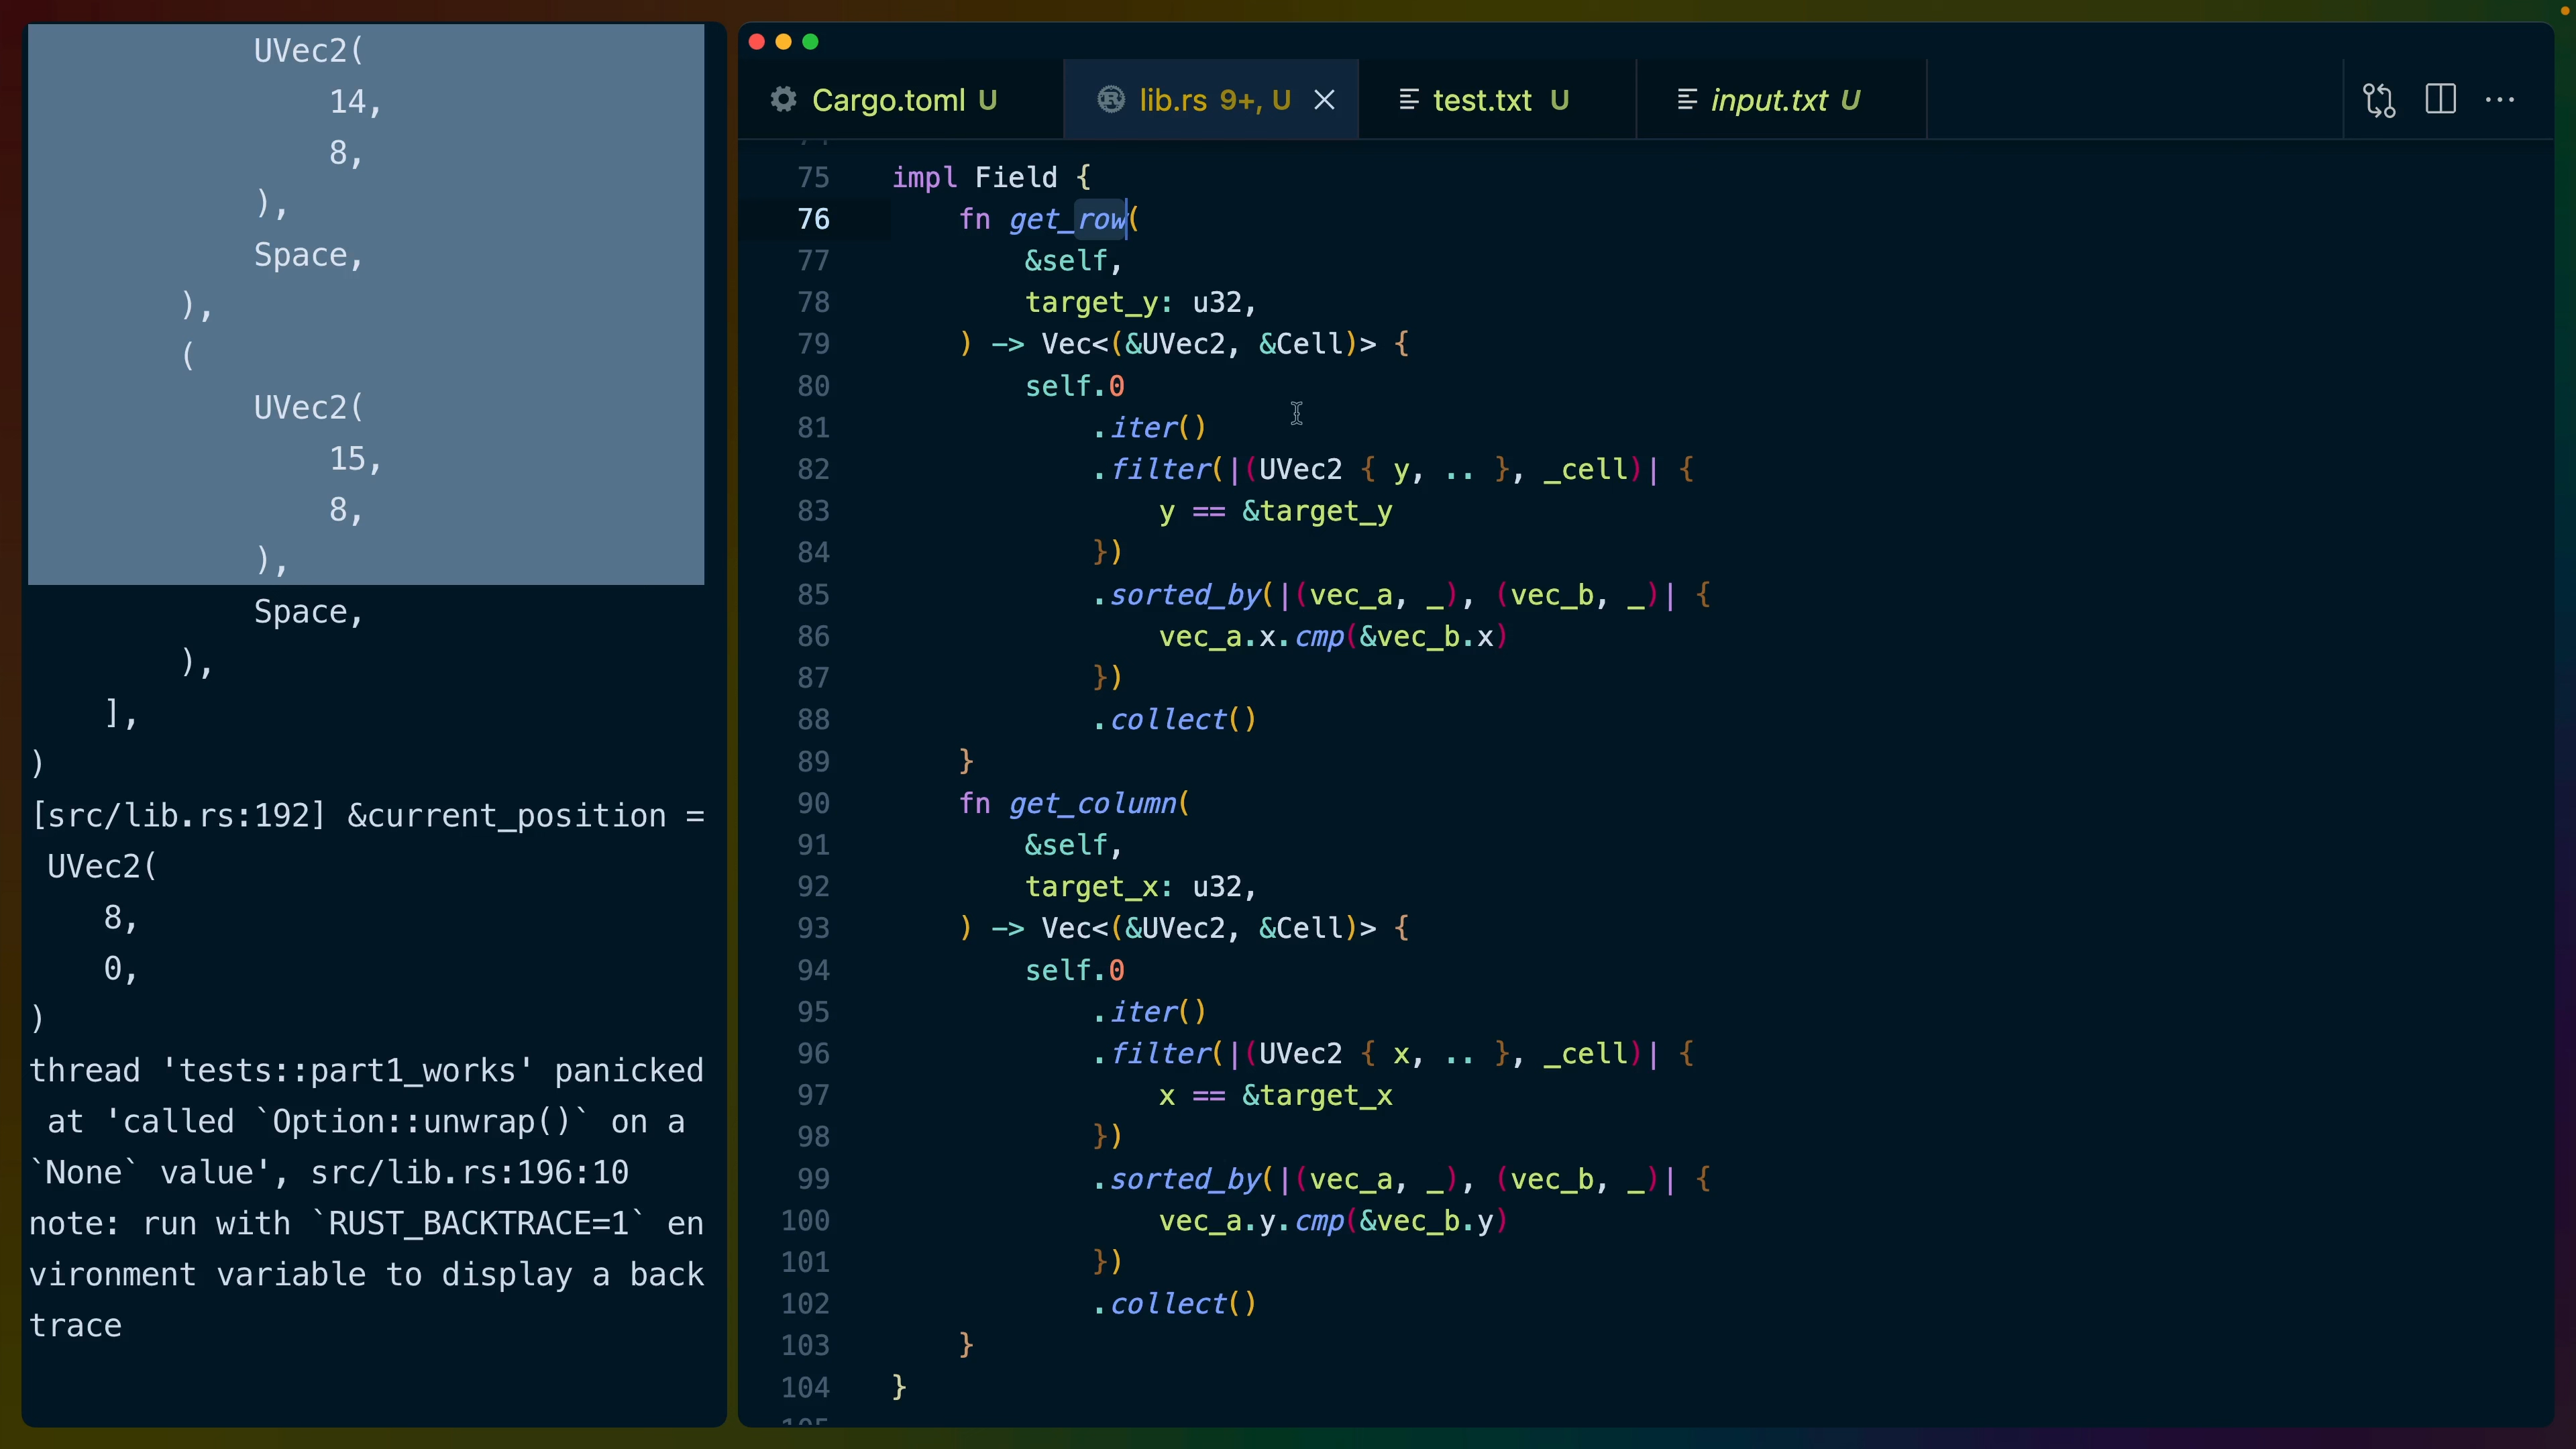 UVec2(
14,
8,
),
Space,
),
(
UVec2(
15,
8,
),
Space,
),
],
)
[src/lib.rs:192] &current_position =
UVec2(
8,
0,
)
thread 'tests::part1_works' panicked
at 'called `Option::unwrap()` on a
`None` value', src/lib.rs:196:10
note: run with `RUST_BACKTRACE=1` en
vironment variable to display a back
trace
Cargo.toml U
lib.rs 9+, U
test.txt U
input.txt U
75 impl Field {
76 fn get_row(
77 &self,
78 target_y: u32,
79 ) -> Vec<(&UVec2, &Cell)> {
80 self.0
81 .iter()
82 .filter(|(UVec2 { y, .. }, _cell)| {
83 y == &target_y
84 })
85 .sorted_by(|(vec_a, _), (vec_b, _)| {
86 vec_a.x.cmp(&vec_b.x)
87 })
88 .collect()
89 }
90 fn get_column(
91 &self,
92 target_x: u32,
93 ) -> Vec<(&UVec2, &Cell)> {
94 self.0
95 .iter()
96 .filter(|(UVec2 { x, .. }, _cell)| {
97 x == &target_x
98 })
99 .sorted_by(|(vec_a, _), (vec_b, _)| {
100 vec_a.y.cmp(&vec_b.y)
101 })
102 .collect()
103 }
104 }